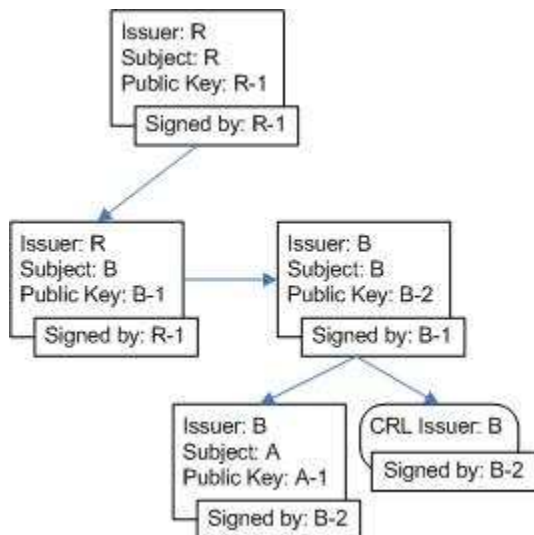 Issuer: R
Subject: R
Public Key: R-1
Signed by: R-1
Issuer: R
Subject: B
Public Key: B-1
Signed by: R-1
Issuer: B
Subject: B
Public Key: B-2
Signed by: B-1
Issuer: B
Subject: A
Public Key: A-1
Signed by: B-2
CRL Issuer: B
Signed by: B-2